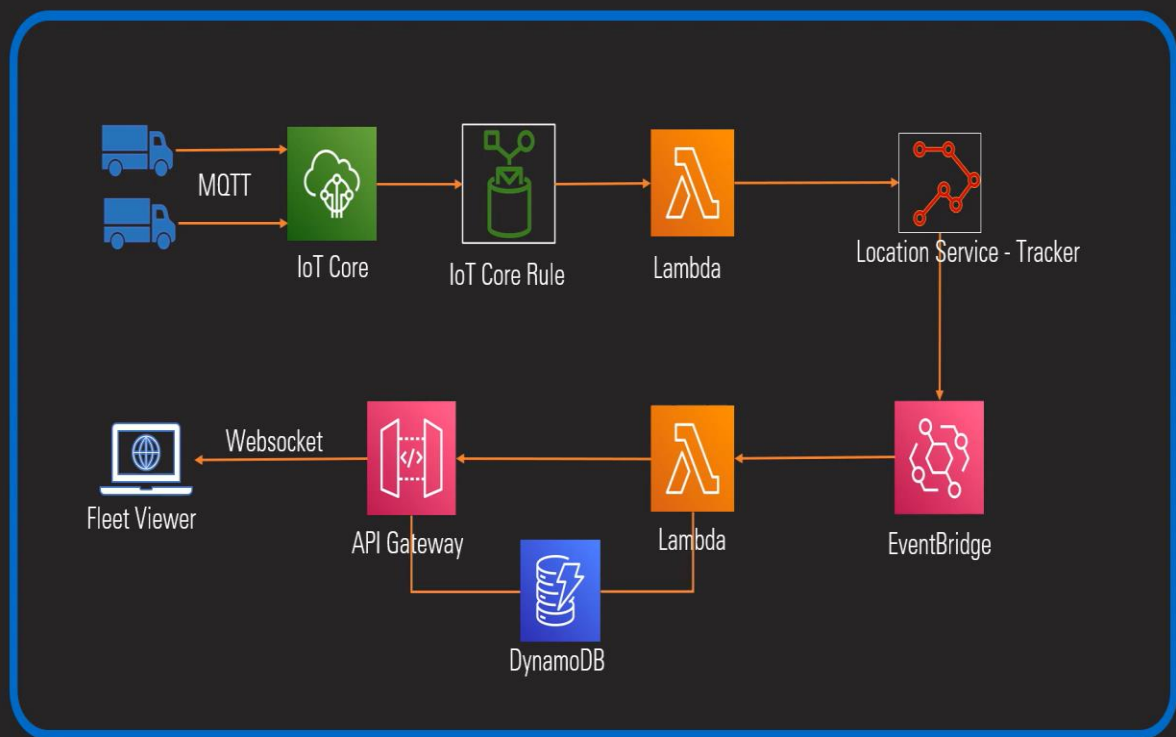 MQTT
IoT Core
IoT Core Rule
Lambda
Location Service - Tracker
Websocket
</>
Fleet Viewer
API Gateway
Lambda
EventBridge
DynamoDB